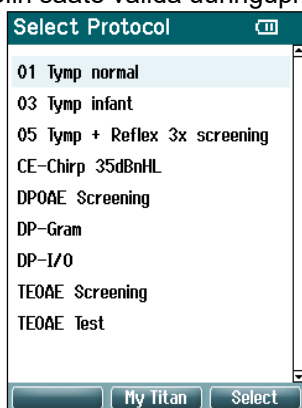 Select Protocol
01 Tymp normal
03 Tymp infant
05 Tymp + Reflex 3x screening
CE-Chirp 35dBnHL
DPOAE Screening
DP-Gram
DP-I/O
TEOAE Screening
TEOAE Test
My Titan
Select